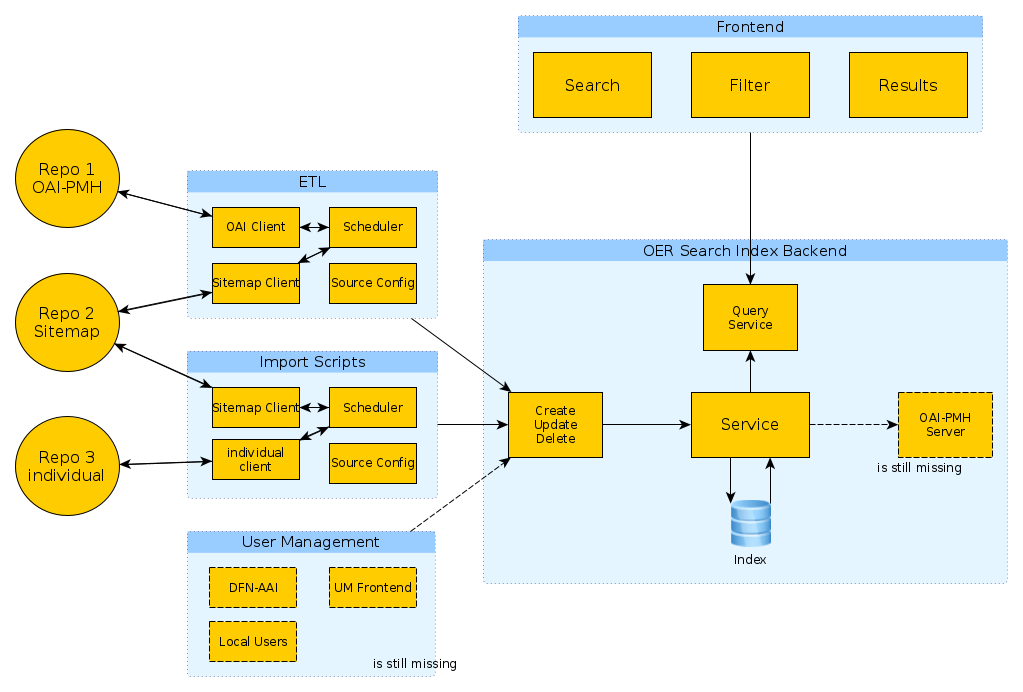 Frontend
Search
Filter
Results
Repo 1
OAI-PMH
Repo 2
Sitemap
Repo 3
individual
ETL
OAI Client
Scheduler
Sitemap Client
Source Config
Import Scripts
Sitemap Client
Scheduler
individual
client
Source Config
User Management
DFN-AAI
UM Frontend
Local Users
is still missing
OER Search Index Backend
Query
Service
Create
Update
Delete
Service
OAI-PMH
Server
is still missing
Index